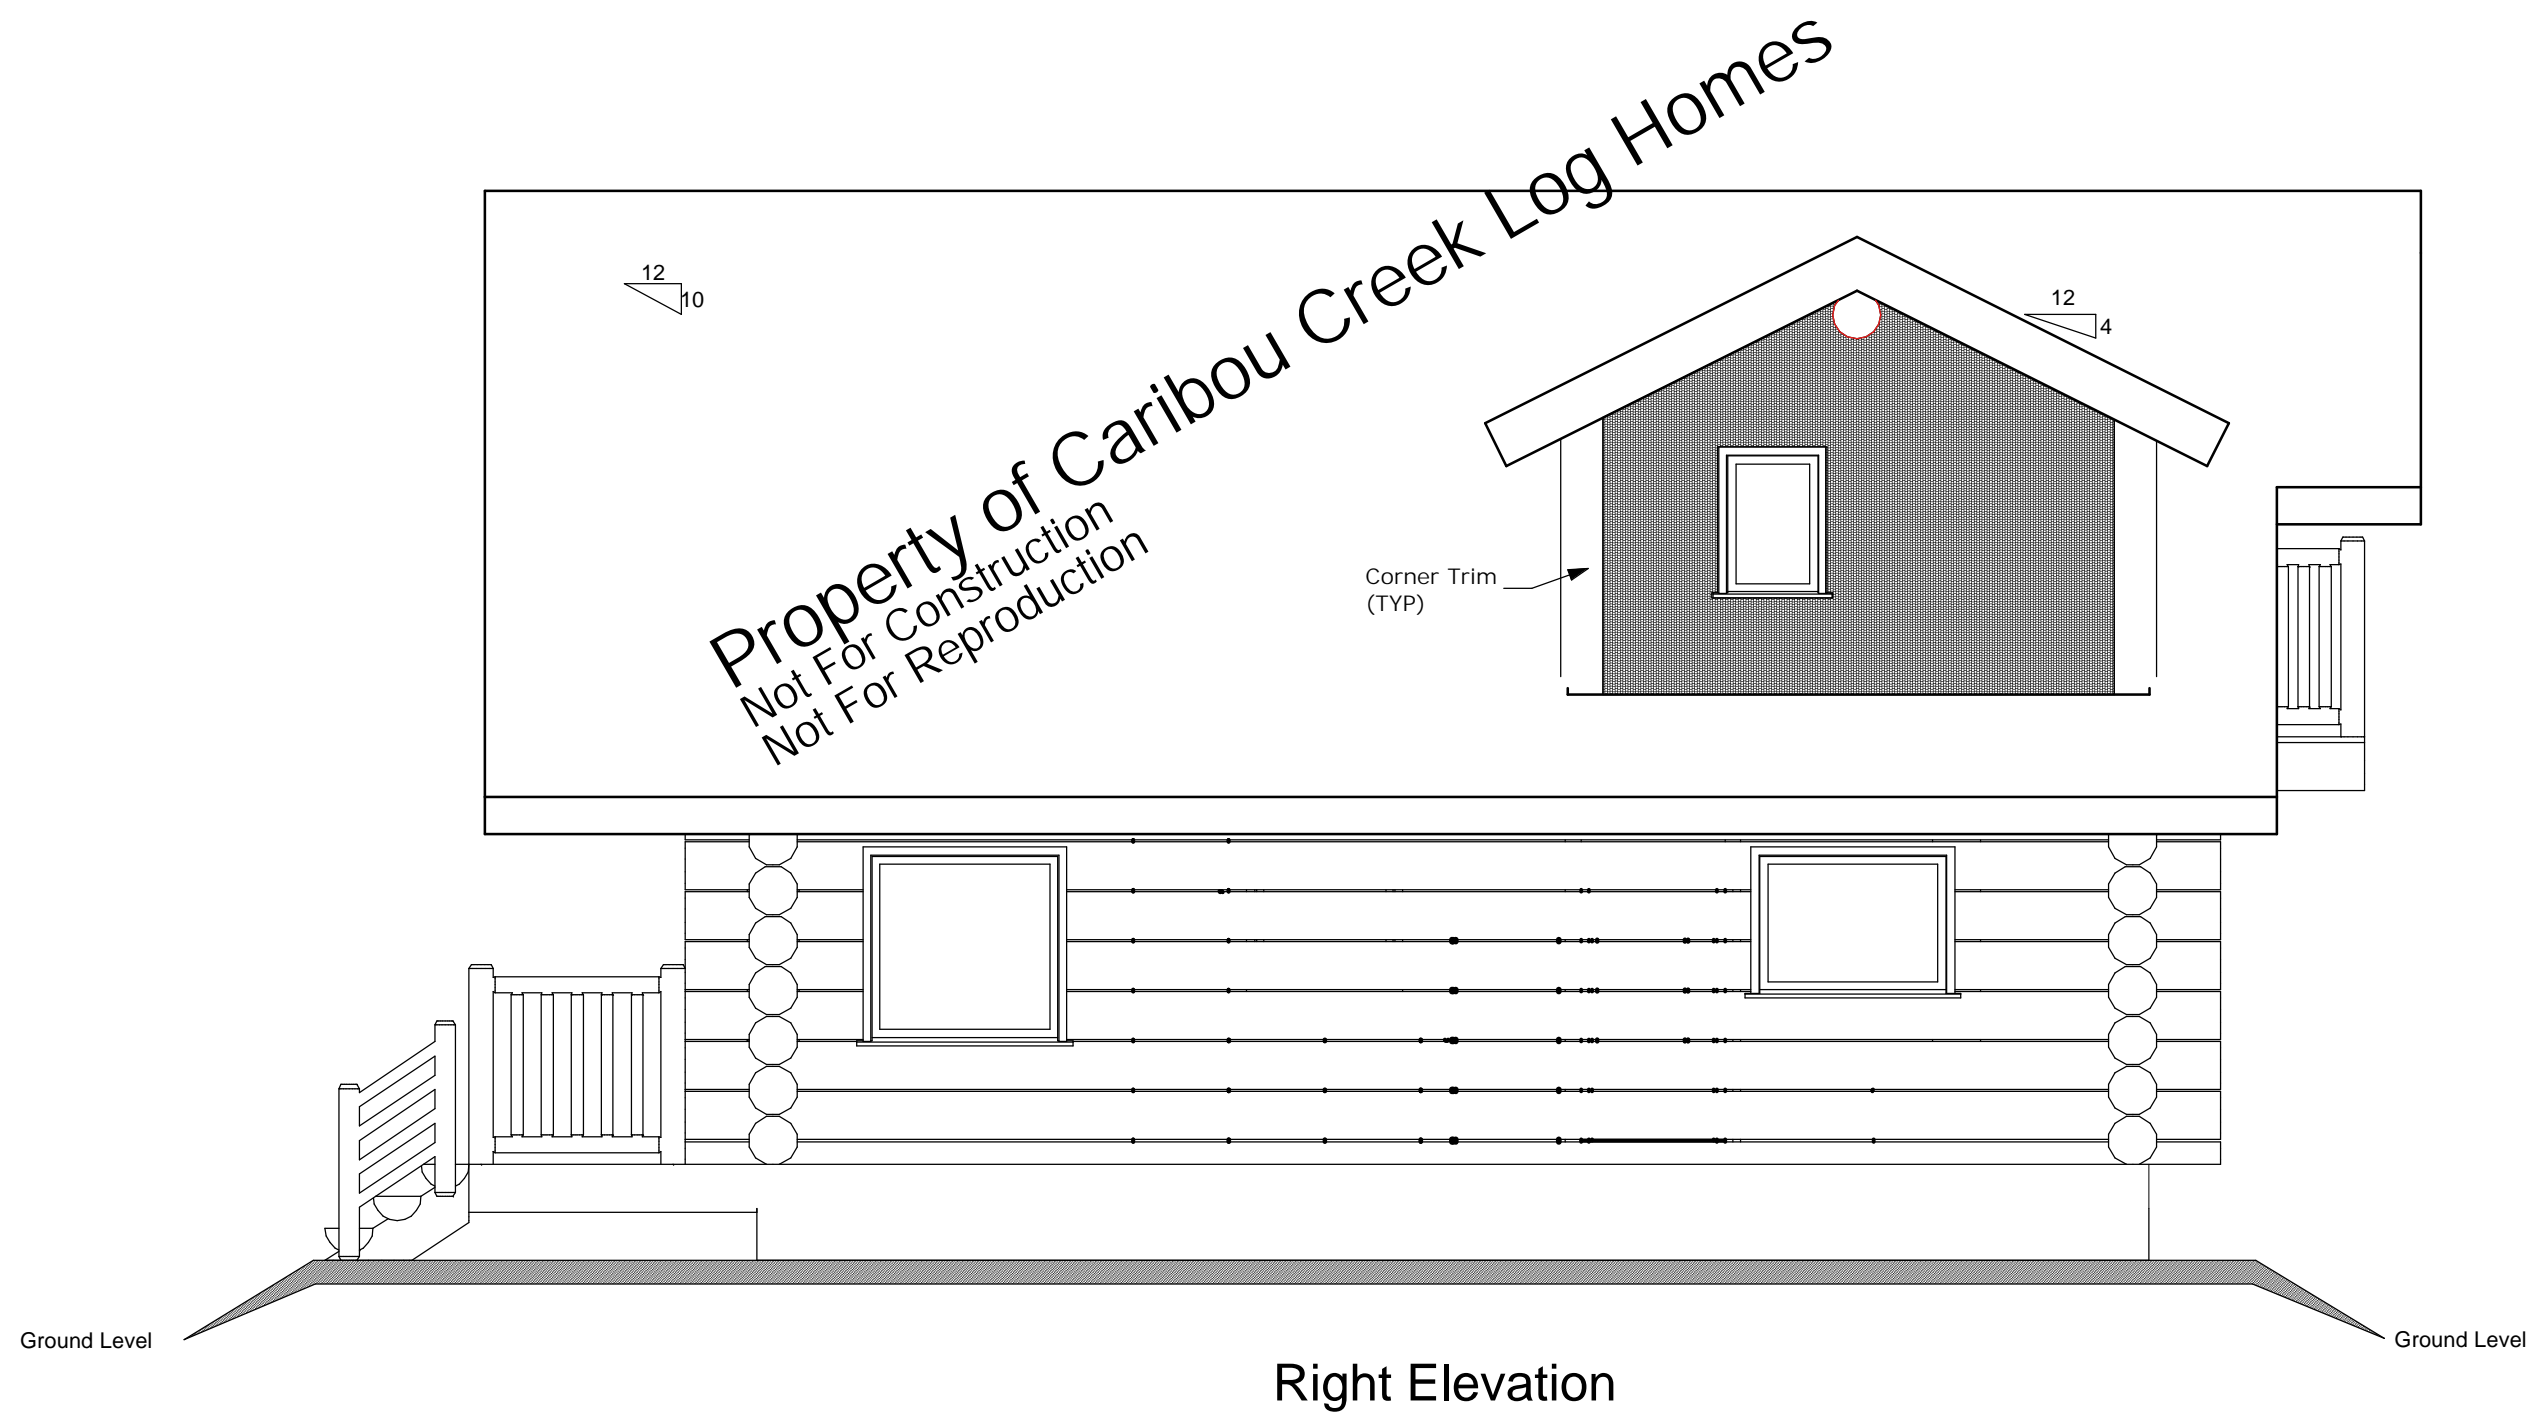 Property of Caribou Creek Log Homes
Not For Construction
Not For Reproduction
12
10
12
4
Corner Trim
(TYP)
Ground Level
Ground Level
Right Elevation